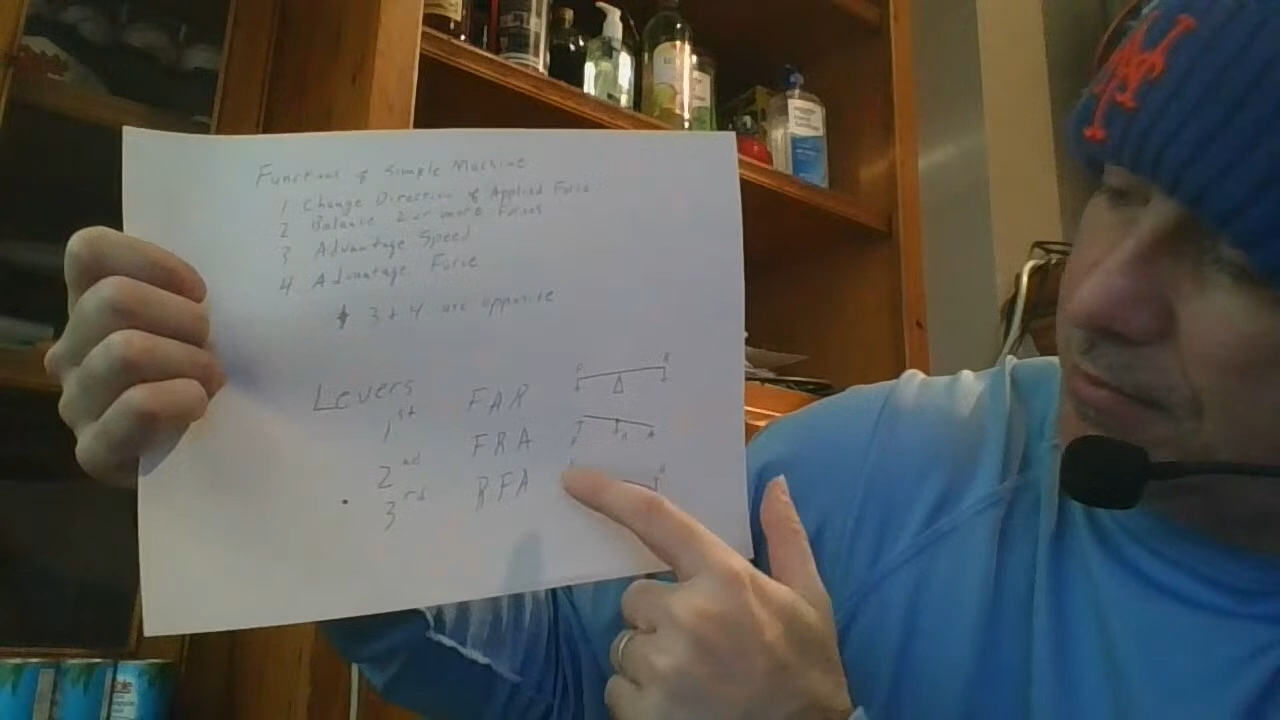 Functions of Simple Machine
1 Change Direction of Applied Force
2 Balance 2 or more Forces
3 Advantage Speed
4 Advantage Force
3 + 4 are opposite
Levers
1st FAR
2nd FRA
3rd RFA